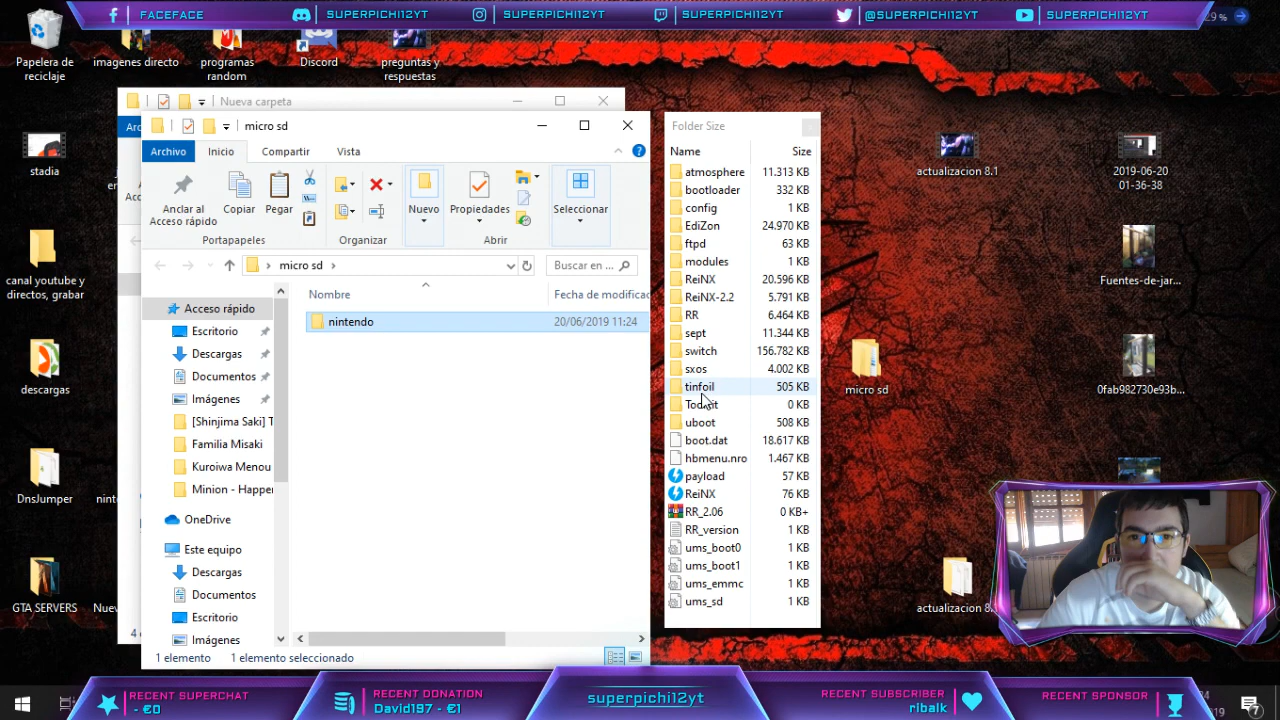 FACEFACE
SUPERPICHI12YT
SUPERPICHI12YT
SUPERPICHI12YT
@SUPERPICHI12YT
SUPERPICHI12YT
29 %
Papelera de
reciclaje
imagenes directo
programas
random
Discord
preguntas y
respuestas
stadia
canal youtube y
directos, grabar
descargas
DnsJumper
GTA SERVERS
Nueva carpeta
micro sd
Archivo
Inicio
Compartir
Vista
Anclar al
Acceso rápido
Copiar
Pegar
Nuevo
Propiedades
Seleccionar
Portapapeles
Organizar
Abrir
micro sd
Buscar en ...
Nombre
Fecha de modificac
nintendo
20/06/2019 11:24
Acceso rápido
Escritorio
Descargas
Documentos
Imágenes
[Shinjima Saki] T
Familia Misaki
Kuroiwa Menou
Minion - Happer
OneDrive
Este equipo
Descargas
Documentos
Escritorio
Imágenes
1 elemento
1 elemento seleccionado
Folder Size
Name Size
atmosphere 11.313 KB
bootloader 332 KB
config 1 KB
EdiZon 24.970 KB
ftpd 63 KB
modules 1 KB
ReiNX 20.596 KB
ReiNX-2.2 5.791 KB
RR 6.464 KB
sept 11.344 KB
switch 156.782 KB
sxos 4.002 KB
tinfoil 505 KB
0 KB
uboot 508 KB
boot.dat 18.617 KB
hbmenu.nro 1.467 KB
payload 57 KB
ReiNX 76 KB
RR_2.06 0 KB+
RR_version 1 KB
ums_boot0 1 KB
ums_boot1 1 KB
ums_emmc 1 KB
ums_sd 1 KB
micro sd
actualizacion 8.1
2019-06-20
01-36-38
Fuentes-de-jar...
0fab982730e93b...
actualizacion 8.
RECENT SUPERCHAT
- €0
RECENT DONATION
David197 - €1
superpichi12yt
RECENT SUBSCRIBER
ribalk
RECENT SPONSOR
7